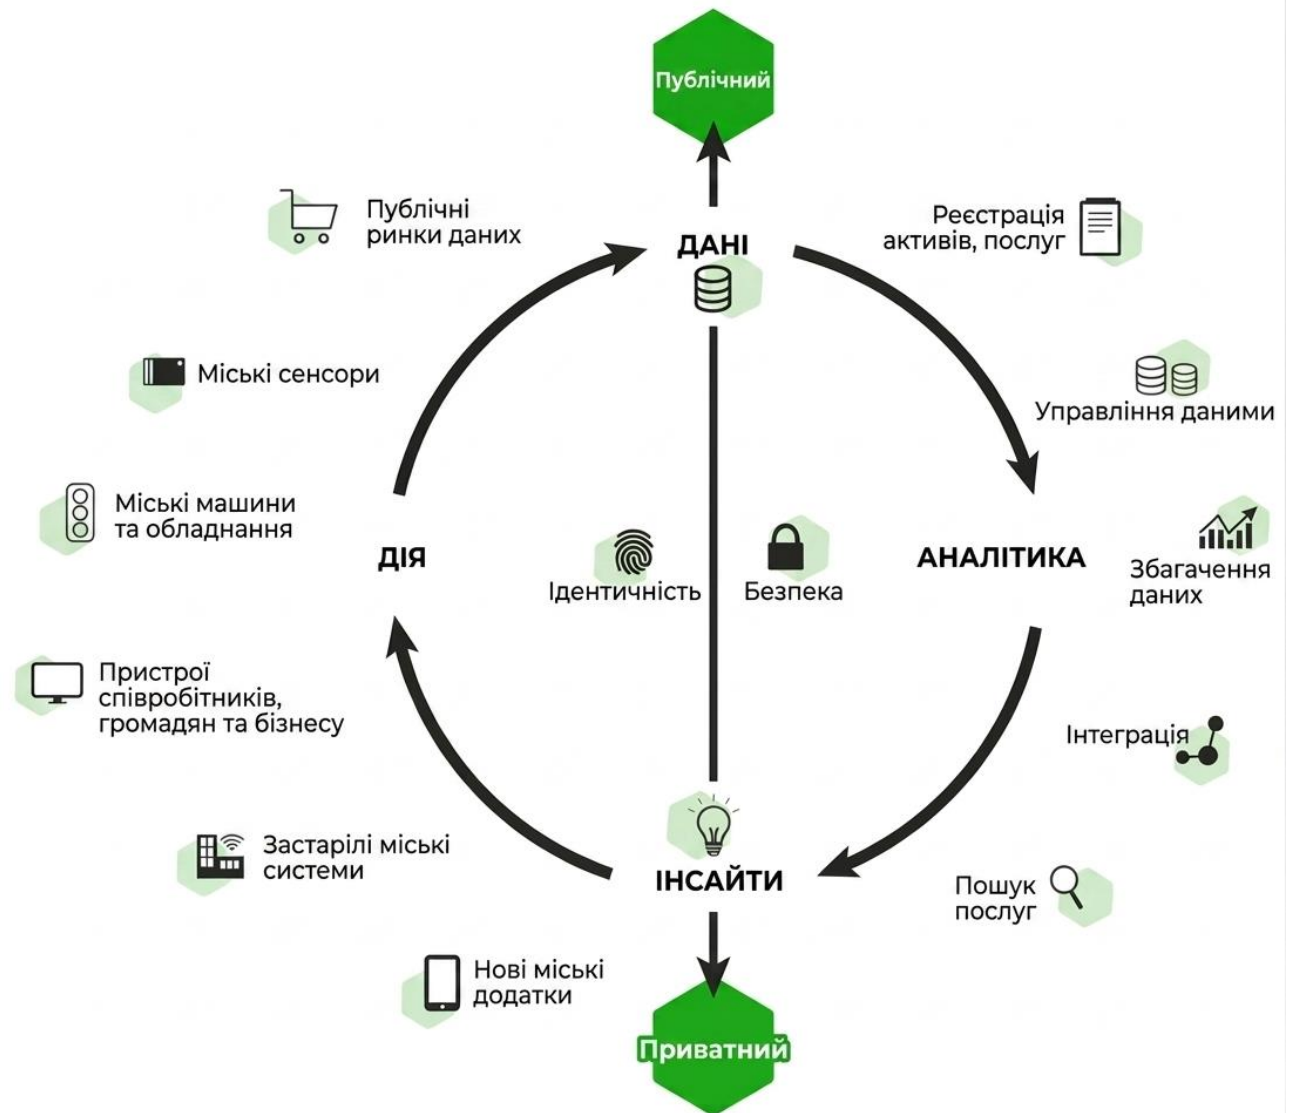 Публічний
Публічні
ринки даних
ДАНІ
Реєстрація
активів, послуг
Міські сенсори
Управління даними
Міські машини
та обладнання
ДІЯ
Ідентичність
Безпека
АНАЛІТИКА
Збагачення
даних
Пристрої
співробітників,
громадян та бізнесу
Інтеграція
Застарілі міські
системи
ІНСАЙТИ
Пошук
послуг
Нові міські
додатки
Приватний